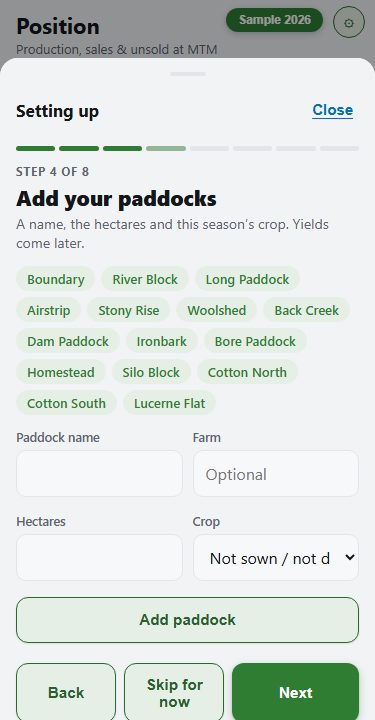 Position
Sample 2026
Production, sales & unsold at MTM
Setting up
Close
STEP 4 OF 8
Add your paddocks
A name, the hectares and this season's crop. Yields
come later.
Boundary River Block Long Paddock
Airstrip Stony Rise Woolshed Back Creek
Dam Paddock Ironbark Bore Paddock
Homestead Silo Block Cotton North
Cotton South Lucerne Flat
Paddock name Farm
Optional
Hectares Crop
Not sown / not d
Add paddock
Back
Skip for
now
Next